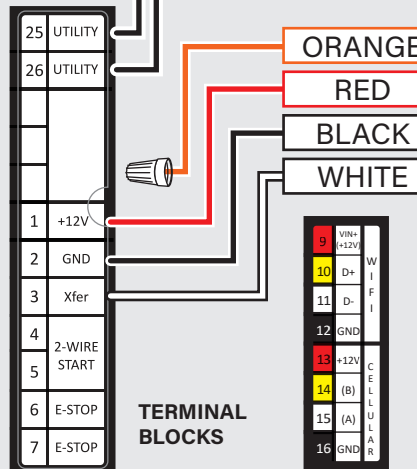 25 UTILITY
26 UTILITY
1 +12V
2 GND
3 Xfer
4
2-WIRE
START
5
6 E-STOP
7 E-STOP
ORANGE
RED
BLACK
WHITE
TERMINAL
BLOCKS
9 VIN+
(+12V)
10 D+
11 D-
12 GND
WIFI
13 +12V
14 (B)
15 (A)
16 GND
CELLULAR